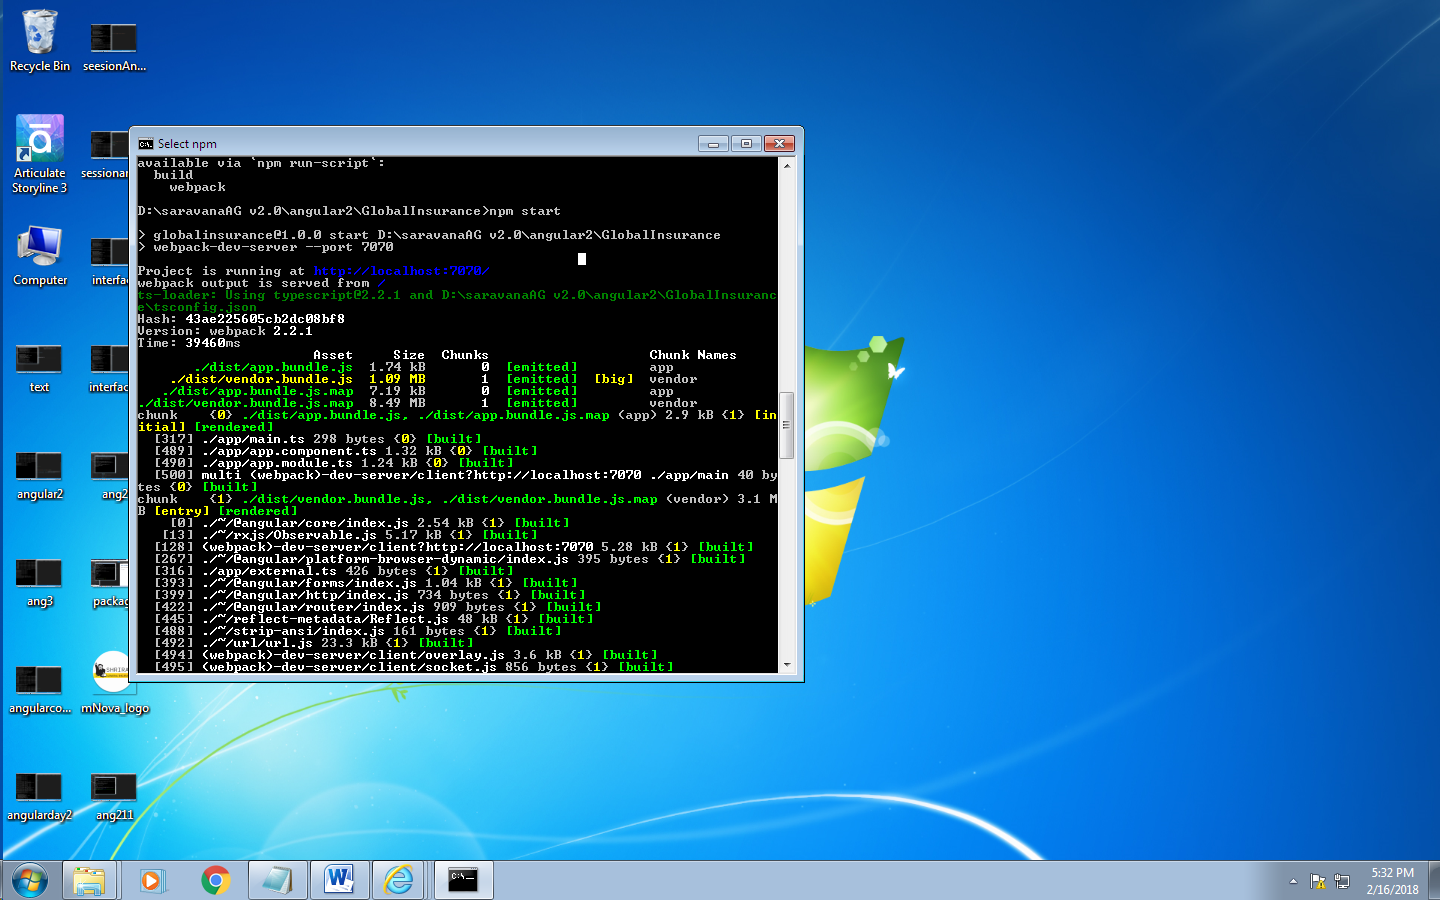 Recycle Bin
seesionAn...
Articulate
Storyline 3
Computer
text
angular2
ang3
angularco...
mNova_logo
angularday2
ang211
Select npm
available via `npm run-script`:
build
webpack
D:\saravanaAG v2.0\angular2\GlobalInsurance>npm start
> globalinsurance@1.0.0 start D:\saravanaAG v2.0\angular2\GlobalInsurance
> webpack-dev-server --port 7070
Project is running at http://localhost:7070/
webpack output is served from /
ts-loader: Using typescript@2.2.1 and D:\saravanaAG v2.0\angular2\GlobalInsuranc
e\tsconfig.json
Hash: 43ae225605cb2dc08bf8
Version: webpack 2.2.1
Time: 39460ms
Asset Size Chunks Chunk Names
./dist/app.bundle.js 1.74 kB 0 [emitted] app
./dist/vendor.bundle.js 1.09 MB 1 [emitted] [big] vendor
./dist/app.bundle.js.map 7.19 kB 0 [emitted] app
./dist/vendor.bundle.js.map 8.49 MB 1 [emitted] vendor
chunk {0} ./dist/app.bundle.js, ./dist/app.bundle.js.map (app) 2.9 kB {1} [in
itial] [rendered]
[317] ./app/main.ts 298 bytes {0} [built]
[489] ./app/app.component.ts 1.32 kB {0} [built]
[490] ./app/app.module.ts 1.24 kB {0} [built]
[500] multi (webpack)-dev-server/client?http://localhost:7070 ./app/main 40 by
tes {0} [built]
chunk {1} ./dist/vendor.bundle.js, ./dist/vendor.bundle.js.map (vendor) 3.1 M
B [entry] [rendered]
[0] ./~/@angular/core/index.js 2.54 kB {1} [built]
[13] ./~/rxjs/Observable.js 5.17 kB {1} [built]
[128] (webpack)-dev-server/client?http://localhost:7070 5.28 kB {1} [built]
[267] ./~/@angular/platform-browser-dynamic/index.js 395 bytes {1} [built]
[316] ./app/external.ts 426 bytes {1} [built]
[393] ./~/@angular/forms/index.js 1.04 kB {1} [built]
[399] ./~/@angular/http/index.js 734 bytes {1} [built]
[422] ./~/@angular/router/index.js 909 bytes {1} [built]
[445] ./~/reflect-metadata/Reflect.js 48 kB {1} [built]
[488] ./~/strip-ansi/index.js 161 bytes {1} [built]
[492] ./~/url/url.js 23.3 kB {1} [built]
[494] (webpack)-dev-server/client/overlay.js 3.6 kB {1} [built]
[495] (webpack)-dev-server/client/socket.js 856 bytes {1} [built]
5:32 PM
2/16/2018